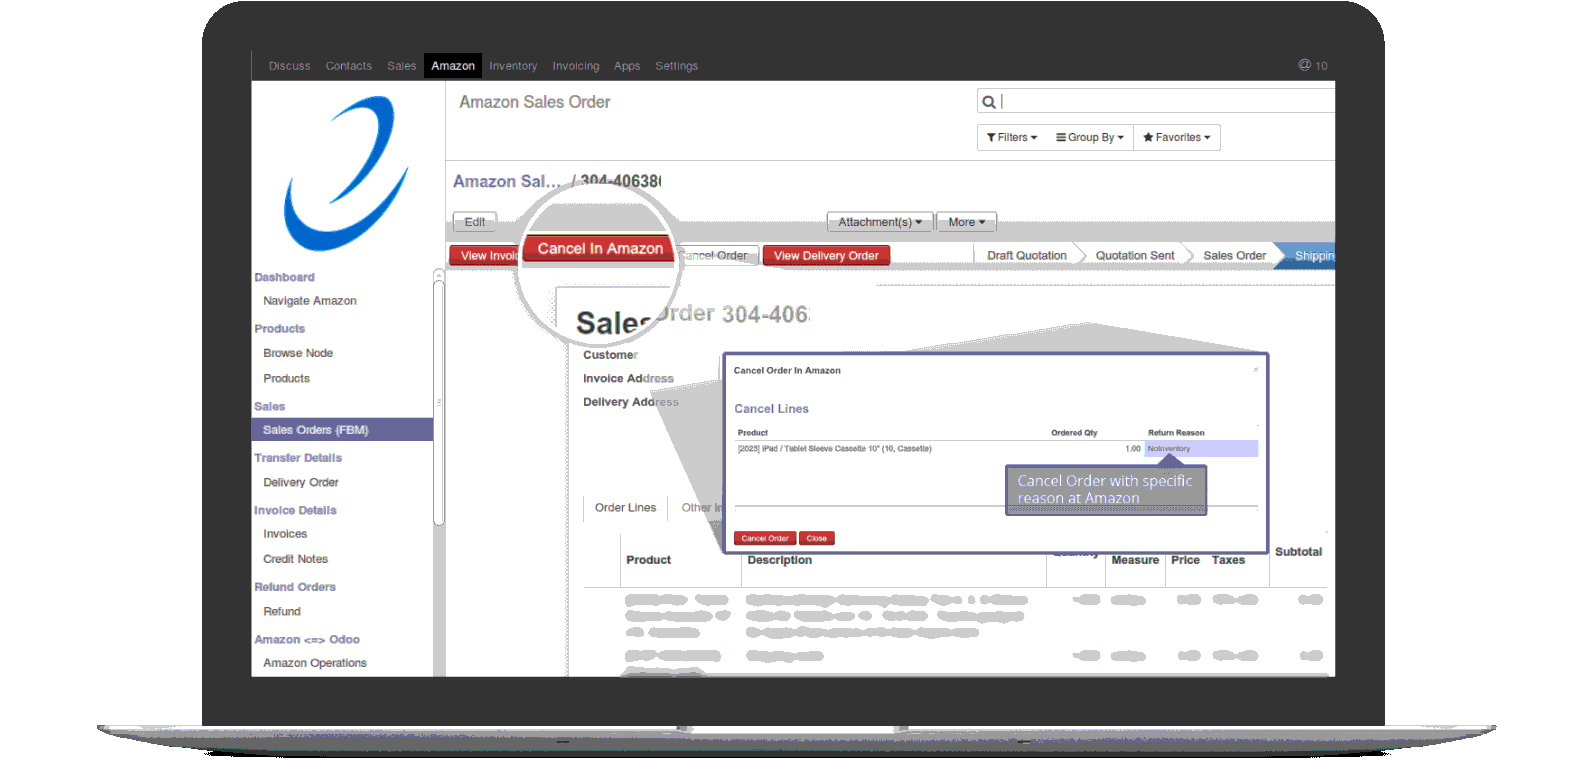 Discuss Contacts Sales Amazon Inventory Invoicing Apps Settings @ 10
Amazon Sales Order
Filters Group By Favorites
Amazon Sal... / 304-40638
Edit Attachment(s) More
View Invoic Cancel In Amazon Cancel Order View Delivery Order Draft Quotation Quotation Sent Sales Order Shippin
Sales Order 304-406
Customer
Invoice Address
Delivery Address
Dashboard
Navigate Amazon
Products
Browse Node
Products
Sales
Sales Orders (FBM)
Transfer Details
Delivery Order
Invoice Details
Invoices
Credit Notes
Refund Orders
Refund
Amazon <=> Odoo
Amazon Operations
Cancel Order In Amazon ×
Cancel Lines
Product Ordered Qty Return Reason
[2025] iPad / Tablet Sleeve Cassette 10" (10, Cassette) 1.00 NoInventory
Cancel Order with specific
reason at Amazon
Cancel Order Close
Order Lines Other In
Product Description Quantity Measure Price Taxes Subtotal